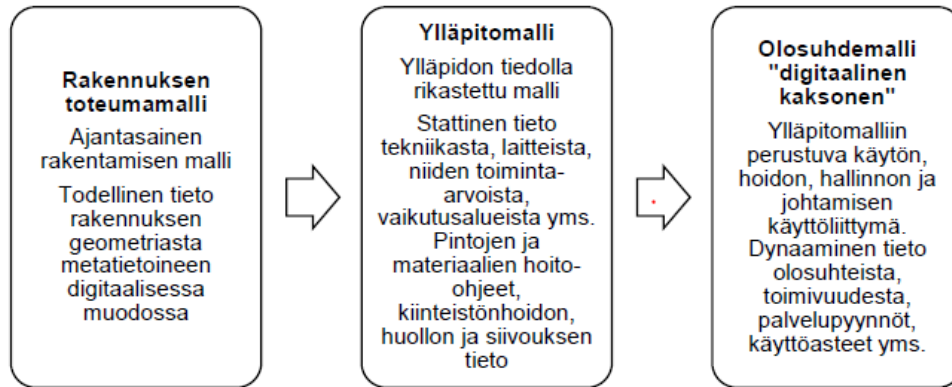 Rakennuksen
toteumamalli
Ajantasainen
rakentamisen malli
Todellinen tieto
rakennuksen
geometriasta
metatietoineen
digitaalisessa
muodossa
Ylläpitomalli
Ylläpidon tiedolla
rikastettu malli
Stattinen tieto
tekniikasta, laitteista,
niiden toiminta-
arvoista,
vaikutusalueista yms.
Pintojen ja
materiaalien hoito-
ohjeet,
kiinteistönhoidon,
huollon ja siivouksen
tieto
Olosuhdemalli
"digitaalinen
kaksonen"
Ylläpitomalliin
perustuva käytön,
hoidon, hallinnon ja
johtamisen
käyttöliittymä.
Dynaaminen tieto
olosuhteista,
toimivuudesta,
palvelupyynnöt,
käyttöasteet yms.